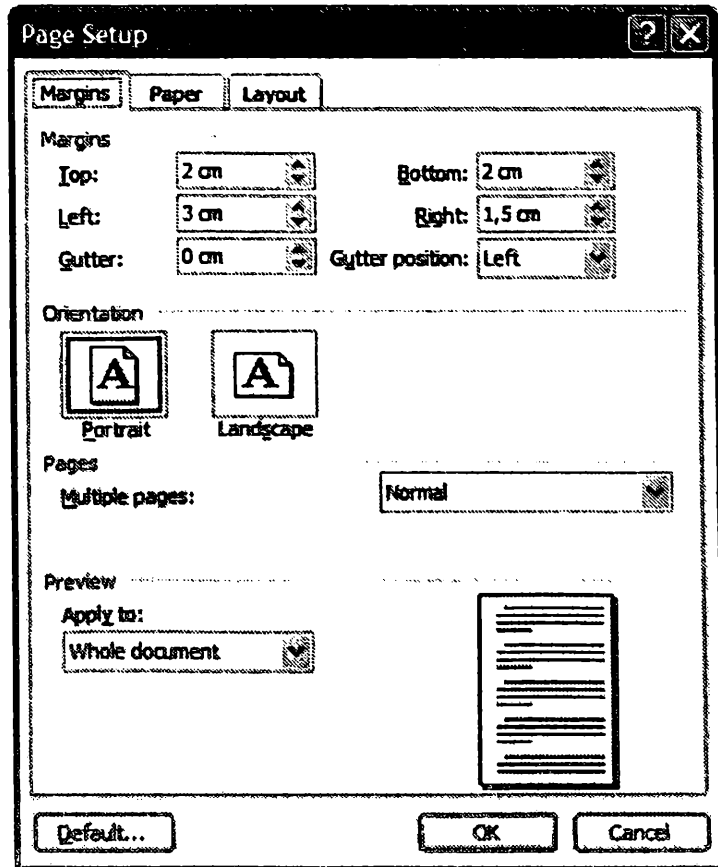 Page Setup
Margins Paper Layout
Margins
Top: 2 cm Bottom: 2 cm
Left: 3 cm Right: 1,5 cm
Gutter: 0 cm Gutter position: Left
Orientation
A A
Portrait Landscape
Pages
Multiple pages: Normal
Preview
Apply to:
Whole document
Default... OK Cancel